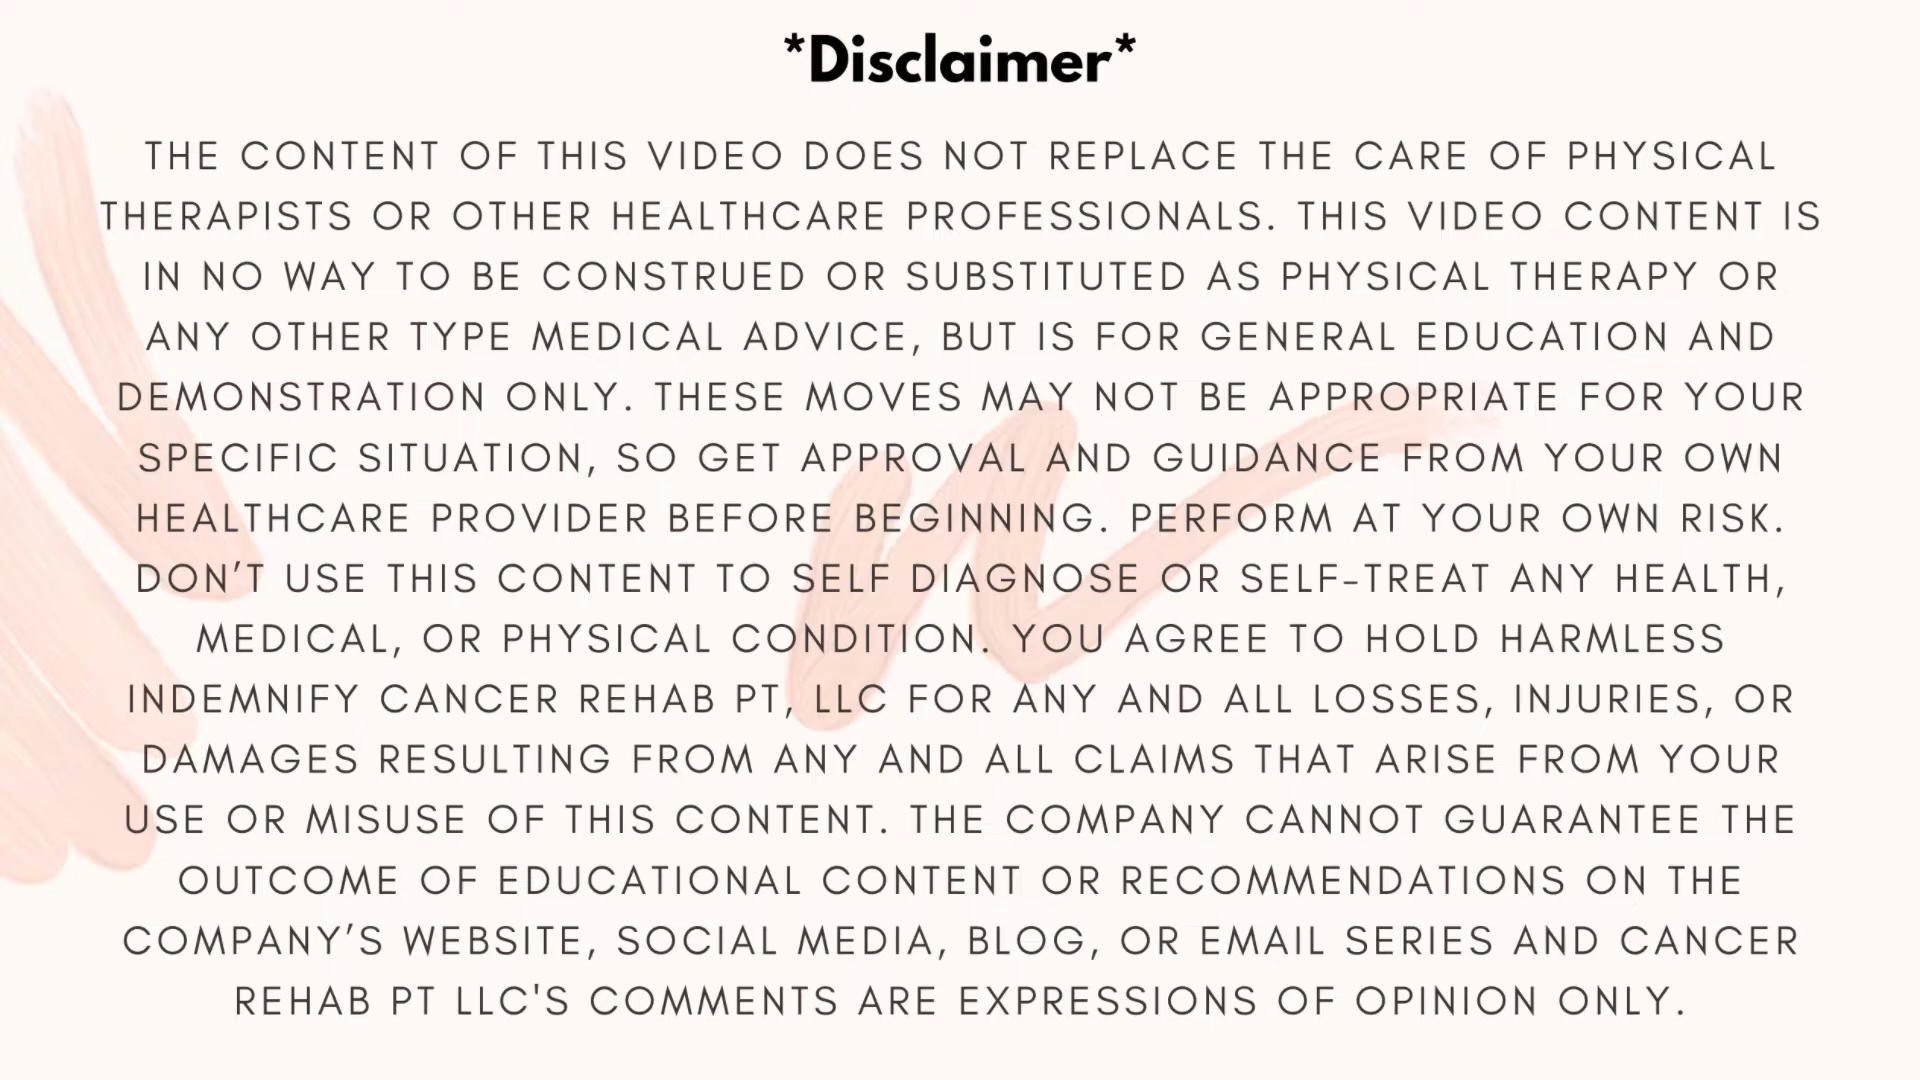 *Disclaimer*
THE CONTENT OF THIS VIDEO DOES NOT REPLACE THE CARE OF PHYSICAL
THERAPISTS OR OTHER HEALTHCARE PROFESSIONALS. THIS VIDEO CONTENT IS
IN NO WAY TO BE CONSTRUED OR SUBSTITUTED AS PHYSICAL THERAPY OR
ANY OTHER TYPE MEDICAL ADVICE, BUT IS FOR GENERAL EDUCATION AND
DEMONSTRATION ONLY. THESE MOVES MAY NOT BE APPROPRIATE FOR YOUR
SPECIFIC SITUATION, SO GET APPROVAL AND GUIDANCE FROM YOUR OWN
HEALTHCARE PROVIDER BEFORE BEGINNING. PERFORM AT YOUR OWN RISK.
DON’T USE THIS CONTENT TO SELF DIAGNOSE OR SELF-TREAT ANY HEALTH,
MEDICAL, OR PHYSICAL CONDITION. YOU AGREE TO HOLD HARMLESS
INDEMNIFY CANCER REHAB PT, LLC FOR ANY AND ALL LOSSES, INJURIES, OR
DAMAGES RESULTING FROM ANY AND ALL CLAIMS THAT ARISE FROM YOUR
USE OR MISUSE OF THIS CONTENT. THE COMPANY CANNOT GUARANTEE THE
OUTCOME OF EDUCATIONAL CONTENT OR RECOMMENDATIONS ON THE
COMPANY’S WEBSITE, SOCIAL MEDIA, BLOG, OR EMAIL SERIES AND CANCER
REHAB PT LLC'S COMMENTS ARE EXPRESSIONS OF OPINION ONLY.